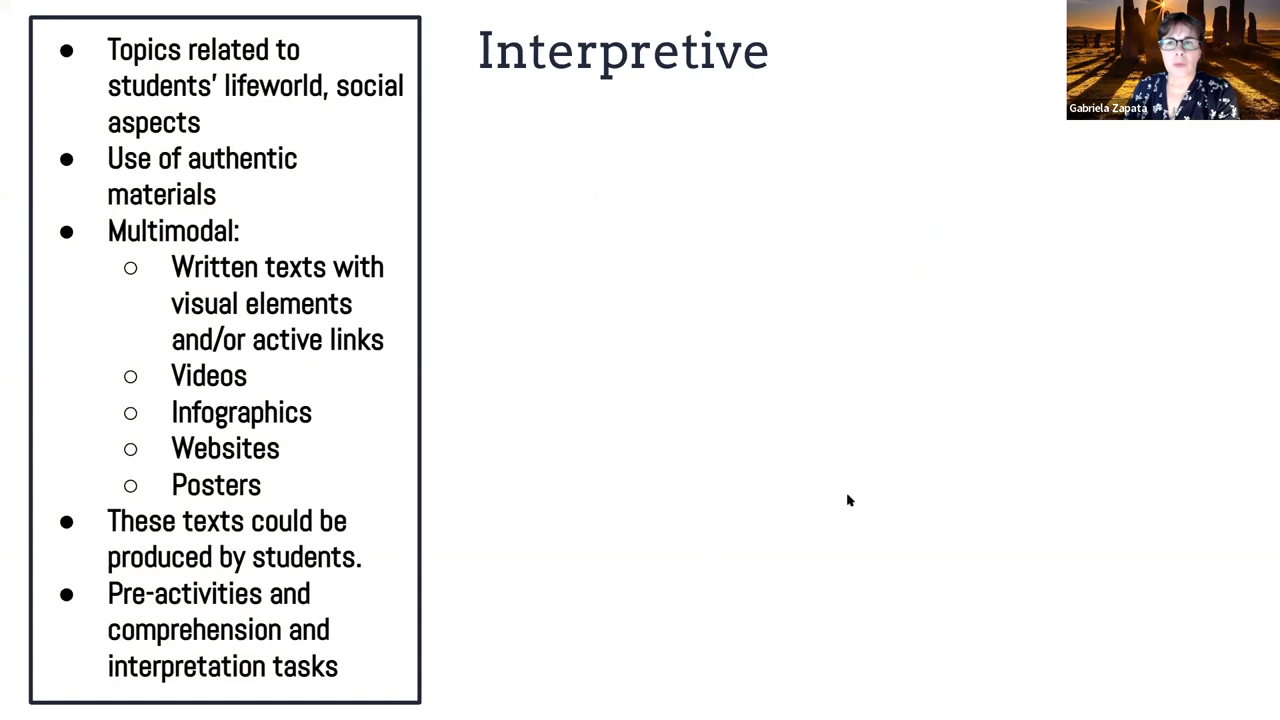 Interpretive
● Topics related to
students’ lifeworld, social
aspects
● Use of authentic
materials
● Multimodal:
○ Written texts with
visual elements
and/or active links
○ Videos
○ Infographics
○ Websites
○ Posters
● These texts could be
produced by students.
● Pre-activities and
comprehension and
interpretation tasks
Gabriela Zapata